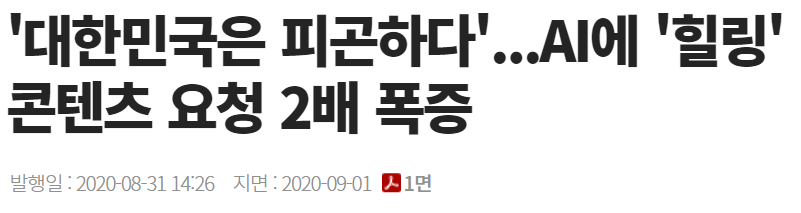 '대한민국은 피곤하다'...AI에 '힐링'
콘텐츠 요청 2배 폭증
발행일 : 2020-08-31 14:26 지면 : 2020-09-01 1면